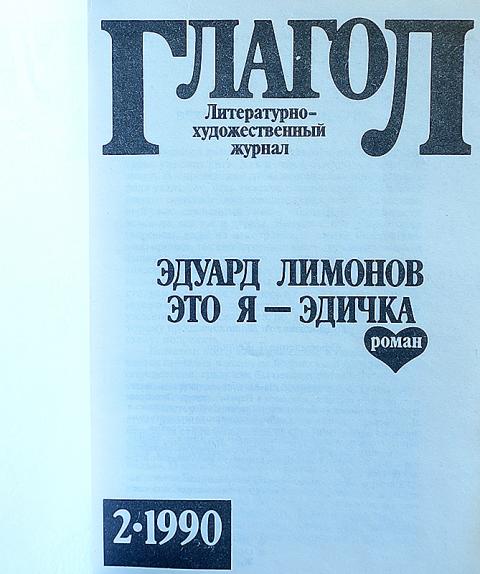 ГЛАГОЛ
Литературно-
художественный
журнал
ЭДУАРД ЛИМОНОВ
ЭТО Я — ЭДИЧКА
роман
2·1990